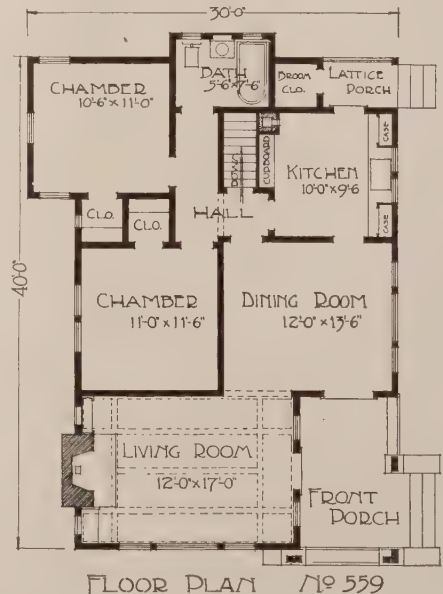 30'-0"
CHAMBER
10'-6" x 11'-0"
BATH
5'-6" x 7'-6"
BROOM
CLO.
LATTICE
PORCH
CASE
KITCHEN
10'-0" x 9'-6
CUPBOARD
DOWN
CASE
CLO.
CLO.
HALL
40'-0"
CHAMBER
11'-0" x 11'-6"
DINING ROOM
12'-0" x 13'-6"
LIVING ROOM
12'-0" x 17'-0"
FRONT
PORCH
FLOOR PLAN Nº 559